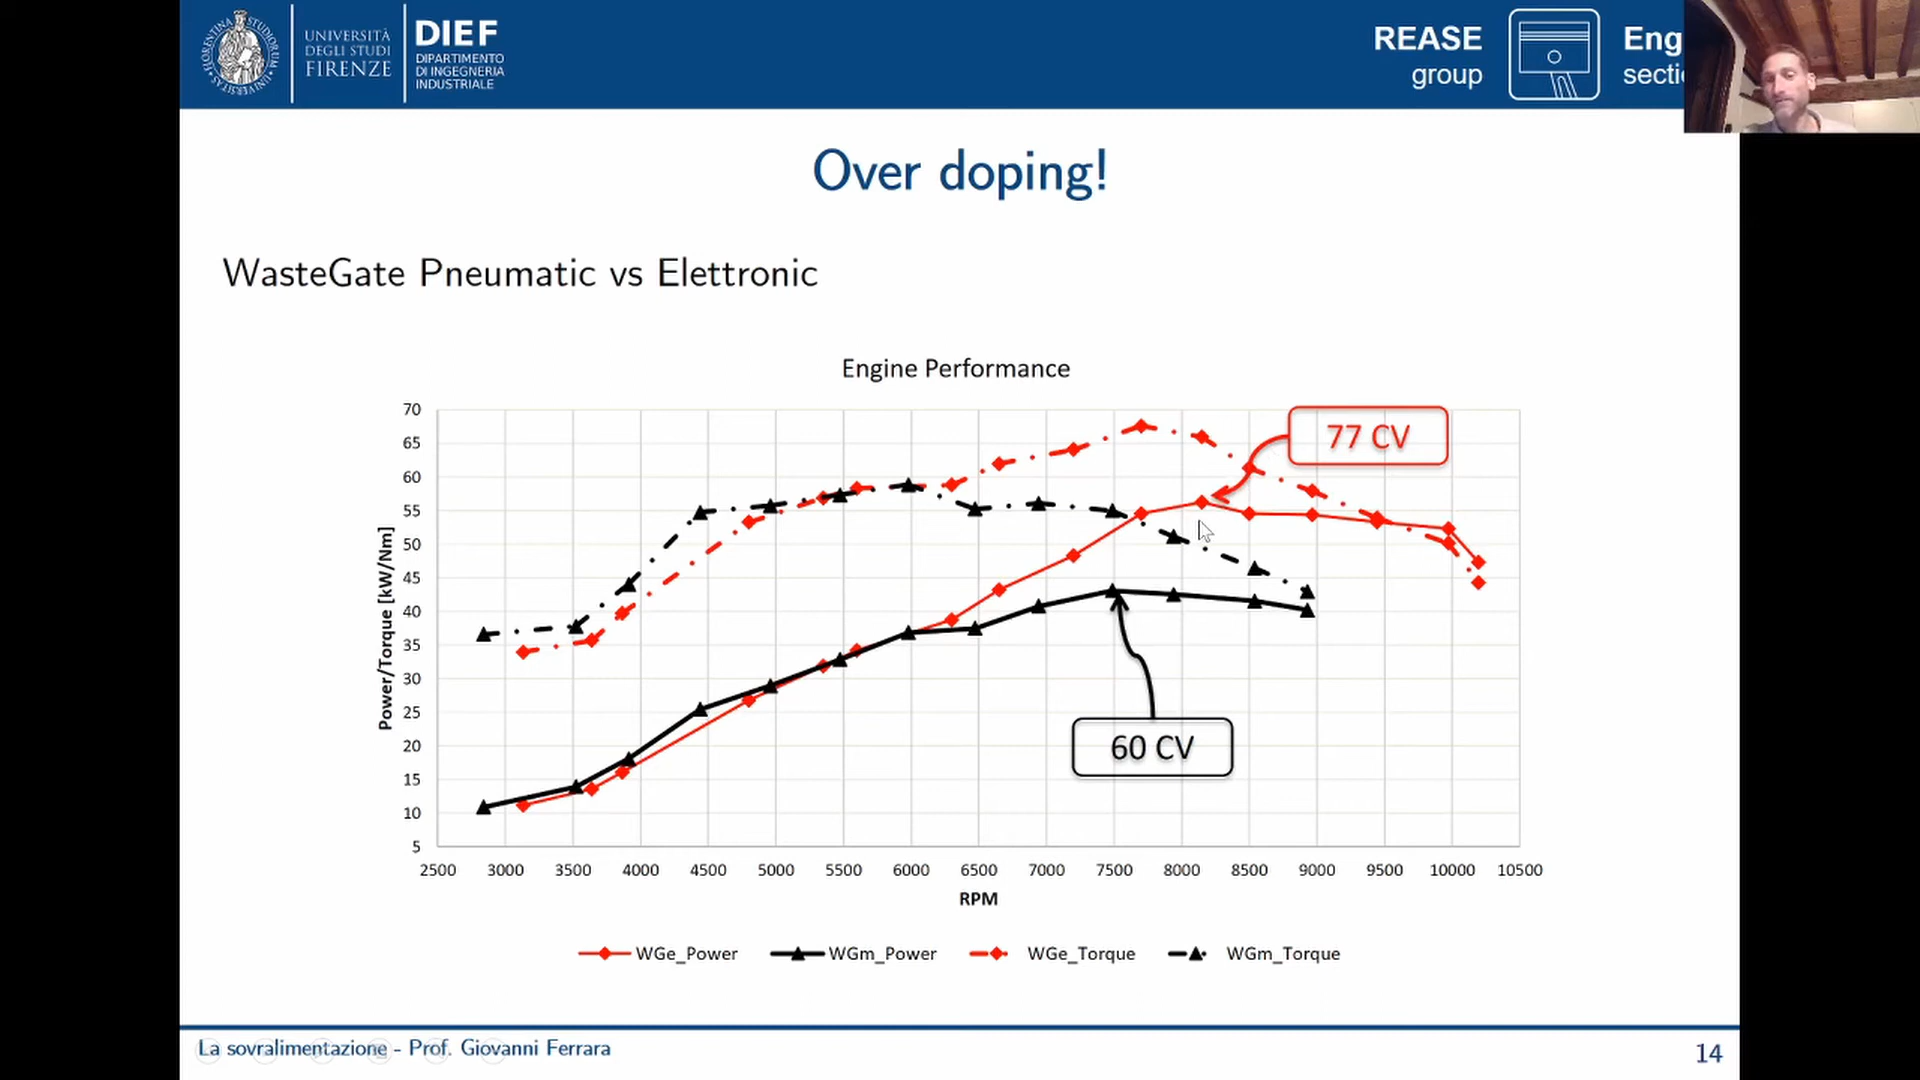 UNIVERSITÀ
DEGLI STUDI
FIRENZE
DIEF
DIPARTIMENTO
DI INGEGNERIA
INDUSTRIALE
REASE
group
Eng
secti
Over doping!
WasteGate Pneumatic vs Elettronic
Engine Performance
Power/Torque [kW/Nm]
70
65
60
55
50
45
40
35
30
25
20
15
10
5
77 CV
60 CV
2500 3000 3500 4000 4500 5000 5500 6000 6500 7000 7500 8000 8500 9000 9500 10000 10500
RPM
WGe_Power WGm_Power WGe_Torque WGm_Torque
La sovralimentazione - Prof. Giovanni Ferrara
14